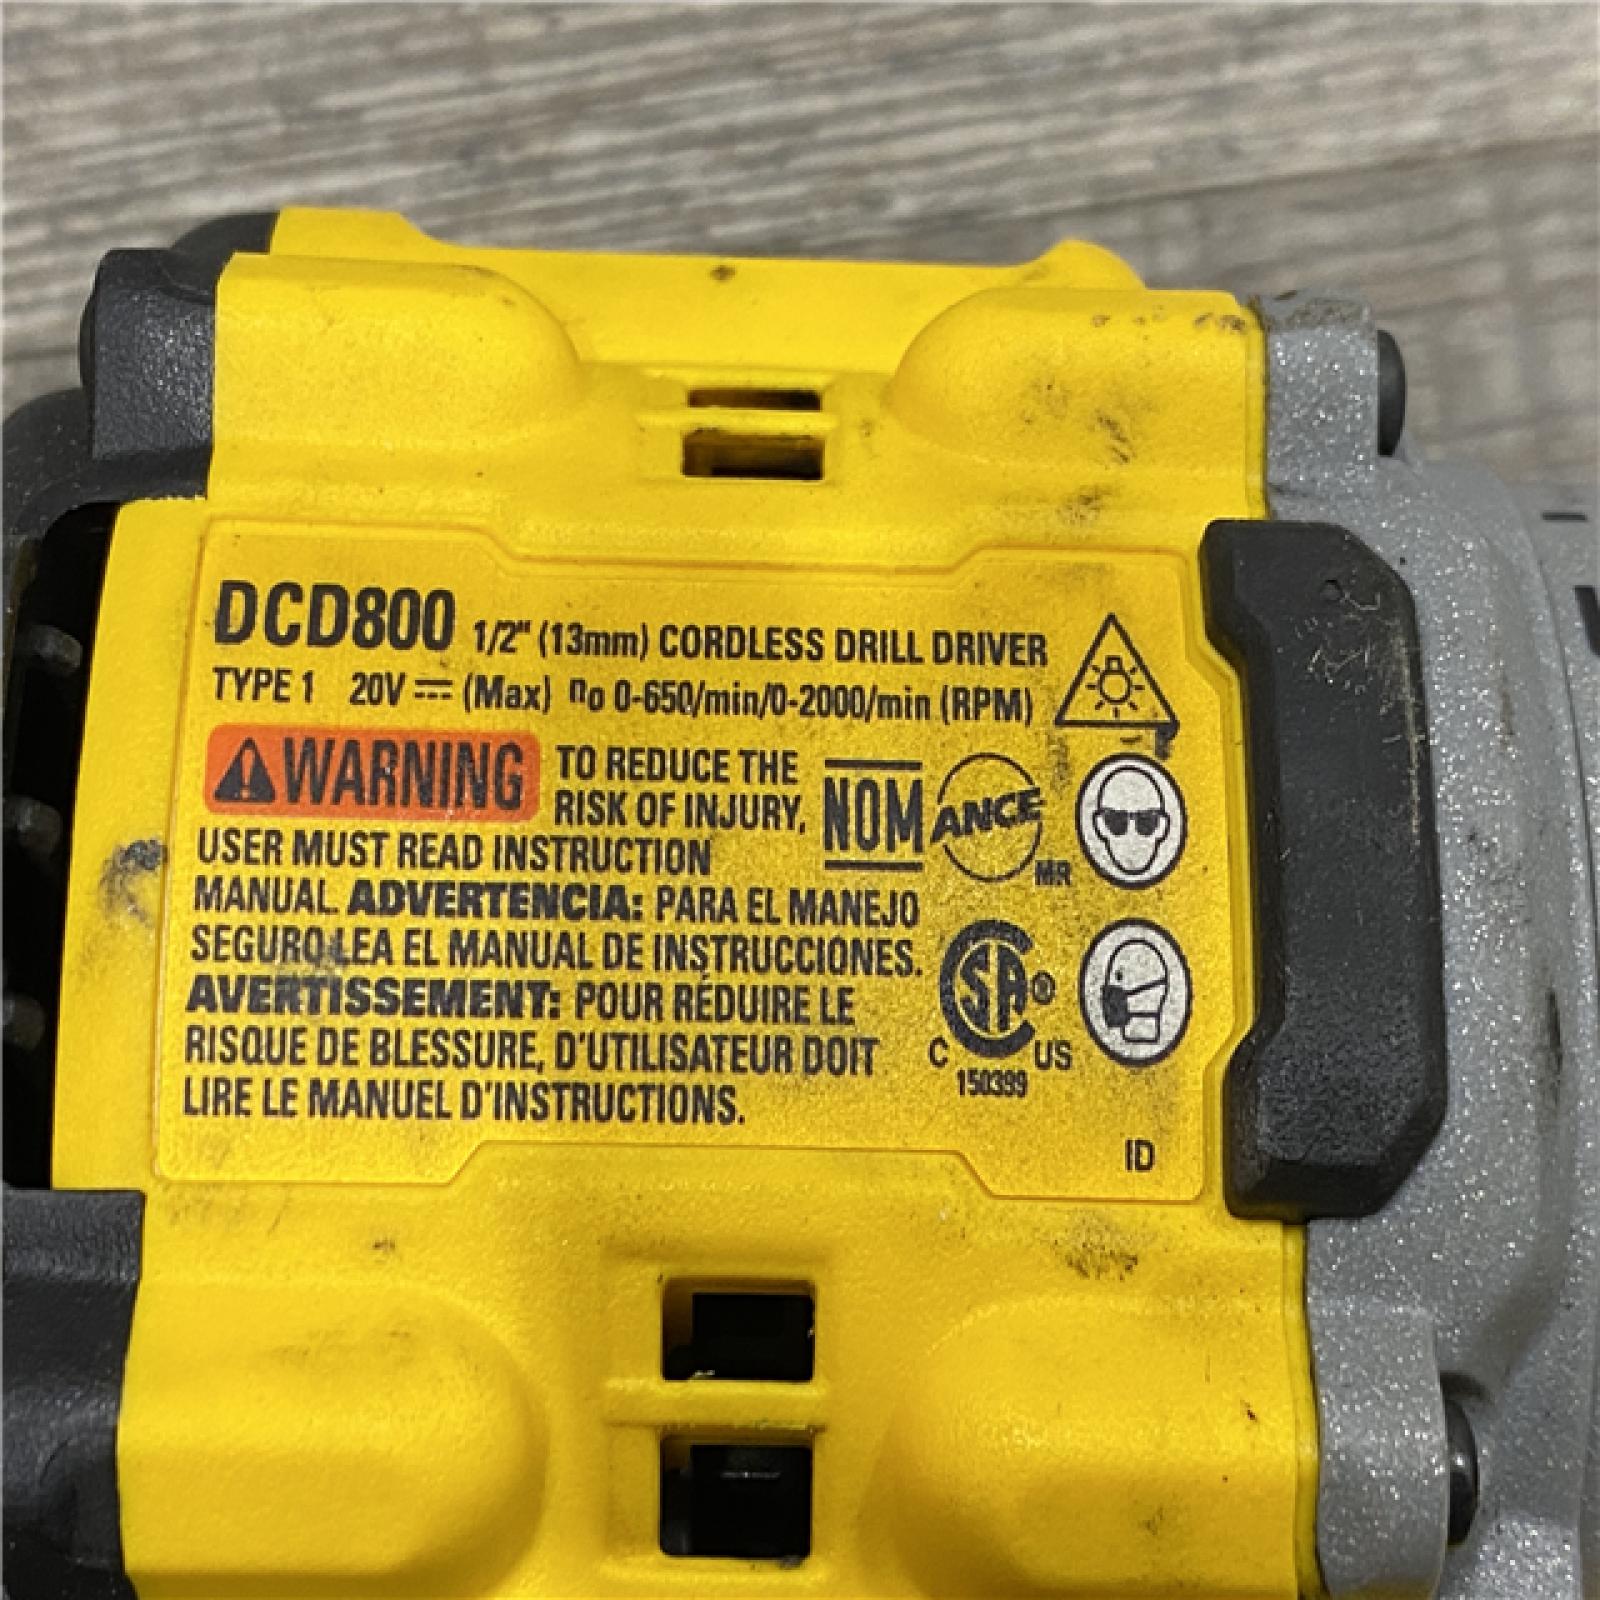 DCD800 1/2" (13mm) CORDLESS DRILL DRIVER
TYPE 1 20V ⎓ (Max) no 0-650/min/0-2000/min (RPM)
WARNING TO REDUCE THE
RISK OF INJURY,
USER MUST READ INSTRUCTION
MANUAL. ADVERTENCIA: PARA EL MANEJO
SEGURO LEA EL MANUAL DE INSTRUCCIONES.
AVERTISSEMENT: POUR RÉDUIRE LE
RISQUE DE BLESSURE, D'UTILISATEUR DOIT
LIRE LE MANUEL D'INSTRUCTIONS.
NOM ANCE MR
CSA®
C US
150399
ID